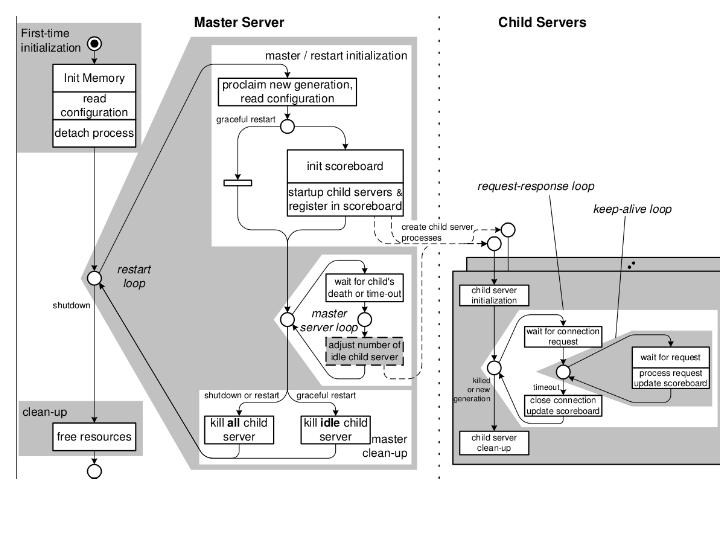 Master Server
Child Servers
First-time
initialization
Init Memory
read
configuration
detach process
master / restart initialization
proclaim new generation,
read configuration
graceful restart
init scoreboard
startup child servers &
register in scoreboard
create child server
processes
request-response loop
keep-alive loop
restart
loop
shutdown
wait for child's
death or time-out
master
server loop
adjust number of
idle child server
child server
initialization
wait for connection
request
wait for request
process request
update scoreboard
killed
or new
generation
timeout
close connection
update scoreboard
child server
clean-up
shutdown or restart
graceful restart
kill all child
server
kill idle child
server
master
clean-up
clean-up
free resources